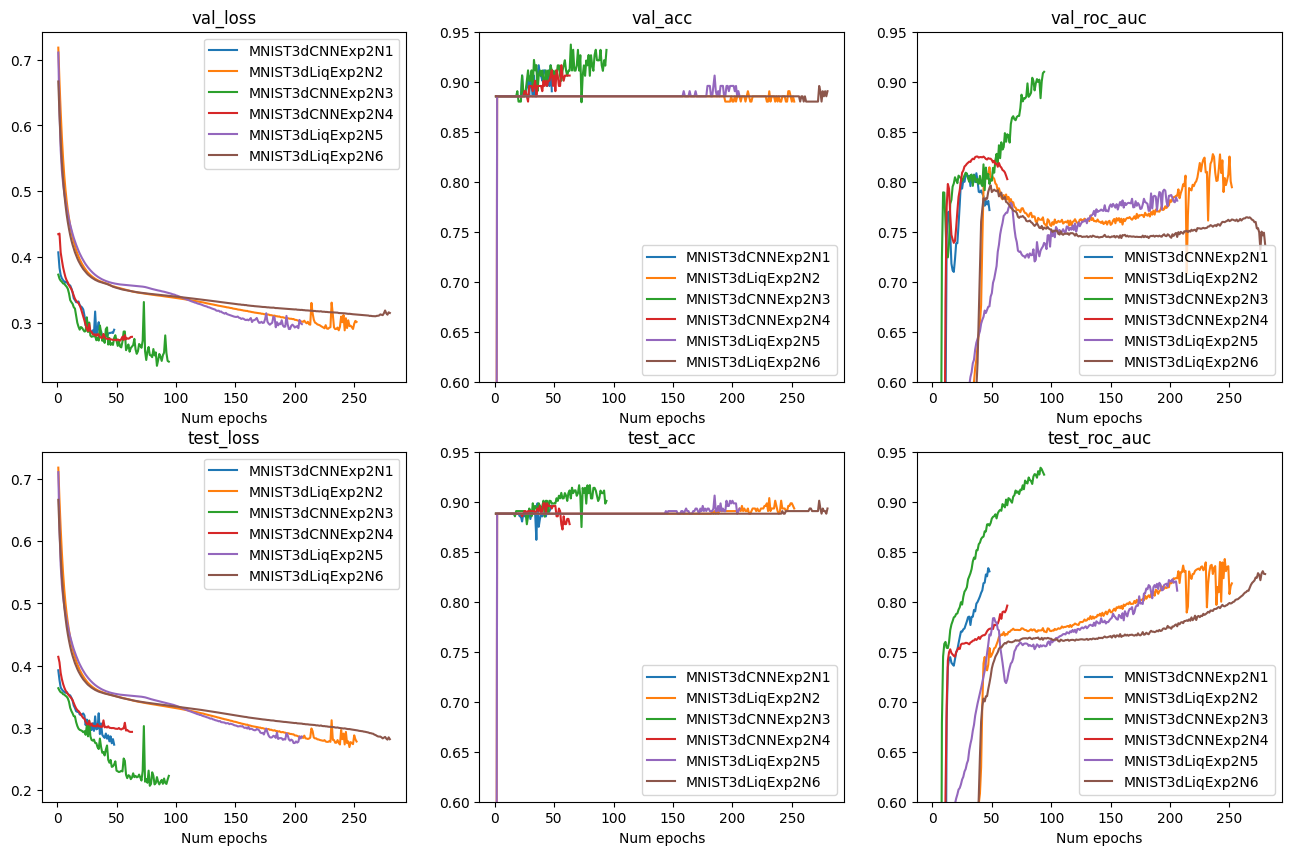 val_loss
0.7
0.6
0.5
0.4
0.3
0 50 100 150 200 250
Num epochs
MNIST3dCNNExp2N1
MNIST3dLiqExp2N2
MNIST3dCNNExp2N3
MNIST3dCNNExp2N4
MNIST3dLiqExp2N5
MNIST3dLiqExp2N6
val_acc
0.95
0.90
0.85
0.80
0.75
0.70
0.65
0.60
0 50 100 150 200 250
Num epochs
MNIST3dCNNExp2N1
MNIST3dLiqExp2N2
MNIST3dCNNExp2N3
MNIST3dCNNExp2N4
MNIST3dLiqExp2N5
MNIST3dLiqExp2N6
val_roc_auc
0.95
0.90
0.85
0.80
0.75
0.70
0.65
0.60
0 50 100 150 200 250
Num epochs
MNIST3dCNNExp2N1
MNIST3dLiqExp2N2
MNIST3dCNNExp2N3
MNIST3dCNNExp2N4
MNIST3dLiqExp2N5
MNIST3dLiqExp2N6
test_loss
0.7
0.6
0.5
0.4
0.3
0.2
0 50 100 150 200 250
Num epochs
MNIST3dCNNExp2N1
MNIST3dLiqExp2N2
MNIST3dCNNExp2N3
MNIST3dCNNExp2N4
MNIST3dLiqExp2N5
MNIST3dLiqExp2N6
test_acc
0.95
0.90
0.85
0.80
0.75
0.70
0.65
0.60
0 50 100 150 200 250
Num epochs
MNIST3dCNNExp2N1
MNIST3dLiqExp2N2
MNIST3dCNNExp2N3
MNIST3dCNNExp2N4
MNIST3dLiqExp2N5
MNIST3dLiqExp2N6
test_roc_auc
0.95
0.90
0.85
0.80
0.75
0.70
0.65
0.60
0 50 100 150 200 250
Num epochs
MNIST3dCNNExp2N1
MNIST3dLiqExp2N2
MNIST3dCNNExp2N3
MNIST3dCNNExp2N4
MNIST3dLiqExp2N5
MNIST3dLiqExp2N6